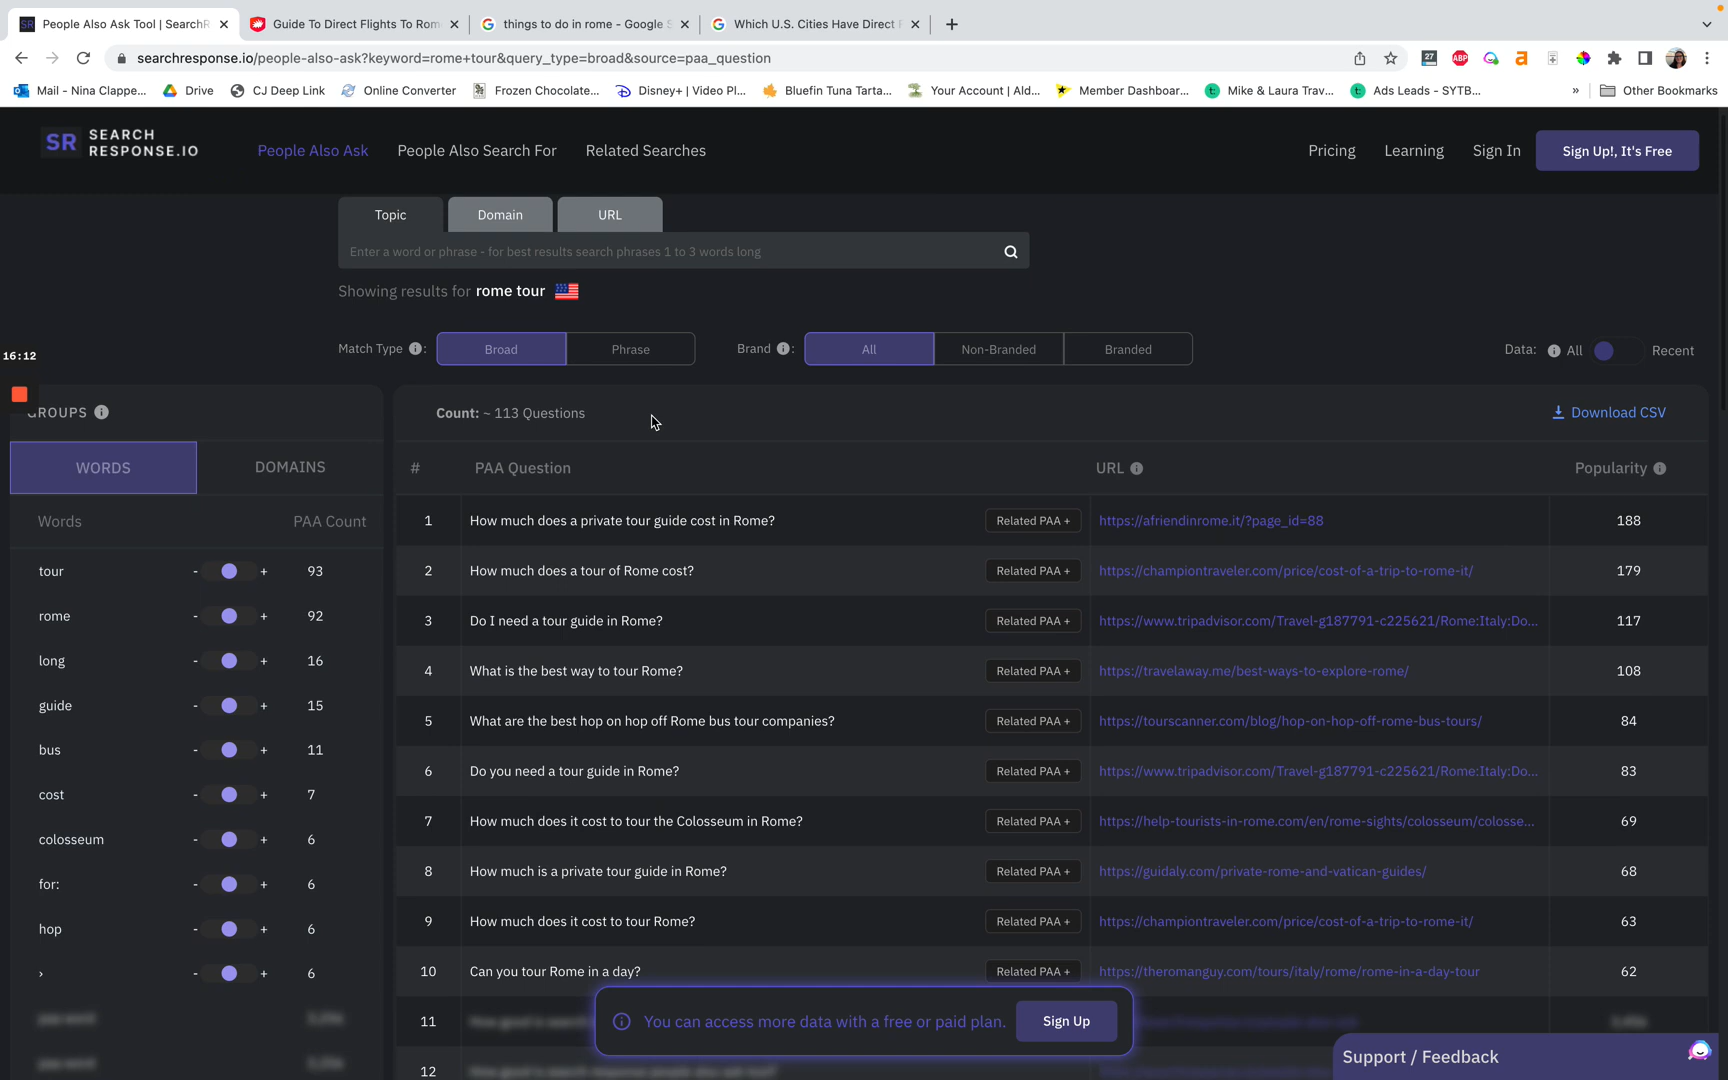 People Also Ask Tool | SearchR
Guide To Direct Flights To Rom
things to do in rome - Google S
Which U.S. Cities Have Direct F
searchresponse.io/people-also-ask?keyword=rome+tour&query_type=broad&source=paa_question
27
ABP
Mail - Nina Clappe...
Drive
CJ Deep Link
Online Converter
Frozen Chocolate...
Disney+ | Video Pl...
Bluefin Tuna Tarta...
Your Account | Ald...
Member Dashboar...
Mike & Laura Trav...
Ads Leads - SYTB...
»
Other Bookmarks
SR
SEARCH
RESPONSE.IO
People Also Ask
People Also Search For
Related Searches
Pricing
Learning
Sign In
Sign Up!, It's Free
Topic
Domain
URL
Enter a word or phrase - for best results search phrases 1 to 3 words long
Showing results for rome tour
16:12
Match Type :
Broad
Phrase
Brand :
All
Non-Branded
Branded
Data:
All
Recent
GROUPS
Count: ~ 113 Questions
Download CSV
WORDS
DOMAINS
# PAA Question URL Popularity
Words PAA Count
tour - + 93
rome - + 92
long - + 16
guide - + 15
bus - + 11
cost - + 7
colosseum - + 6
for: - + 6
hop - + 6
› - + 6
1 How much does a private tour guide cost in Rome? Related PAA + https://afriendinrome.it/?page_id=88 188
2 How much does a tour of Rome cost? Related PAA + https://championtraveler.com/price/cost-of-a-trip-to-rome-it/ 179
3 Do I need a tour guide in Rome? Related PAA + https://www.tripadvisor.com/Travel-g187791-c225621/Rome:Italy:Do... 117
4 What is the best way to tour Rome? Related PAA + https://travelaway.me/best-ways-to-explore-rome/ 108
5 What are the best hop on hop off Rome bus tour companies? Related PAA + https://tourscanner.com/blog/hop-on-hop-off-rome-bus-tours/ 84
6 Do you need a tour guide in Rome? Related PAA + https://www.tripadvisor.com/Travel-g187791-c225621/Rome:Italy:Do... 83
7 How much does it cost to tour the Colosseum in Rome? Related PAA + https://help-tourists-in-rome.com/en/rome-sights/colosseum/colosse... 69
8 How much is a private tour guide in Rome? Related PAA + https://guidaly.com/private-rome-and-vatican-guides/ 68
9 How much does it cost to tour Rome? Related PAA + https://championtraveler.com/price/cost-of-a-trip-to-rome-it/ 63
10 Can you tour Rome in a day? Related PAA + https://theromanguy.com/tours/italy/rome/rome-in-a-day-tour 62
11
12
You can access more data with a free or paid plan.
Sign Up
Support / Feedback